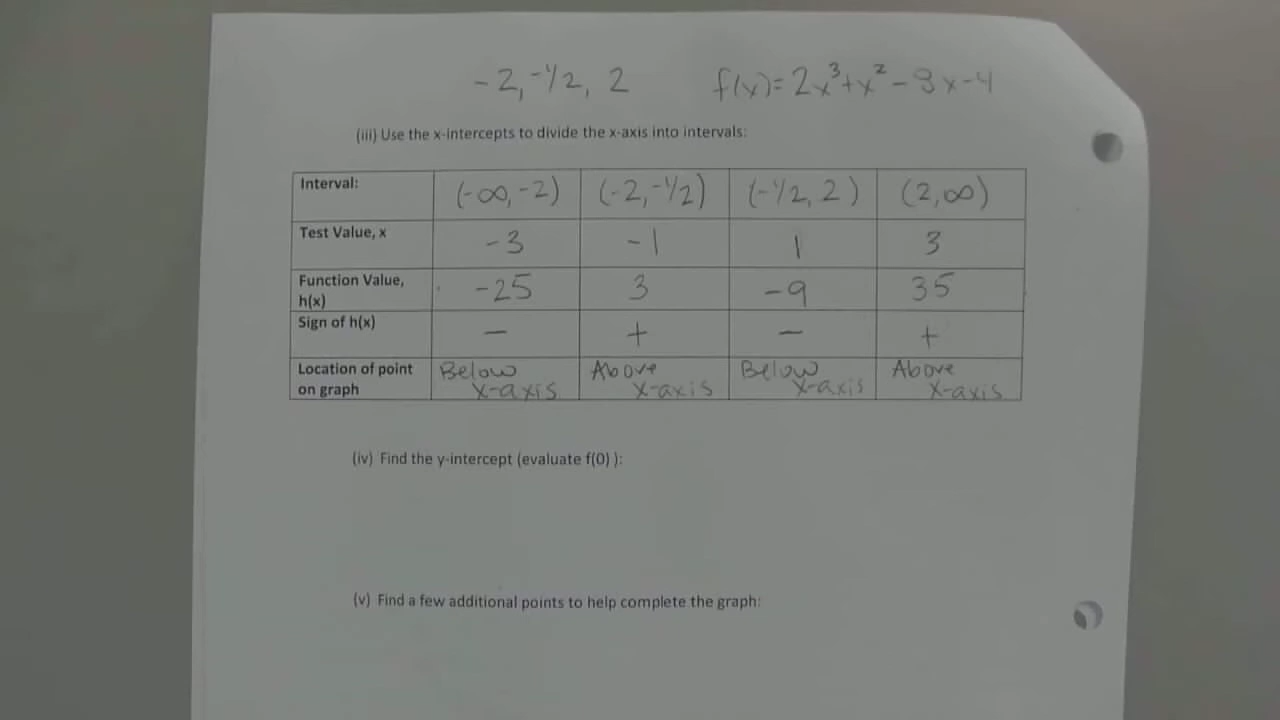 -2, -1/2, 2 f(x)=2x³+x²-8x-4
(iii) Use the x-intercepts to divide the x-axis into intervals:
Interval: (-∞,-2) (-2,-1/2) (-1/2, 2) (2,∞)
Test Value, x -3 -1 1 3
Function Value, h(x) -25 3 -9 35
Sign of h(x) - + - +
Location of point on graph Below x-axis Above x-axis Below x-axis Above x-axis
(iv) Find the y-intercept (evaluate f(0) ):
(v) Find a few additional points to help complete the graph: